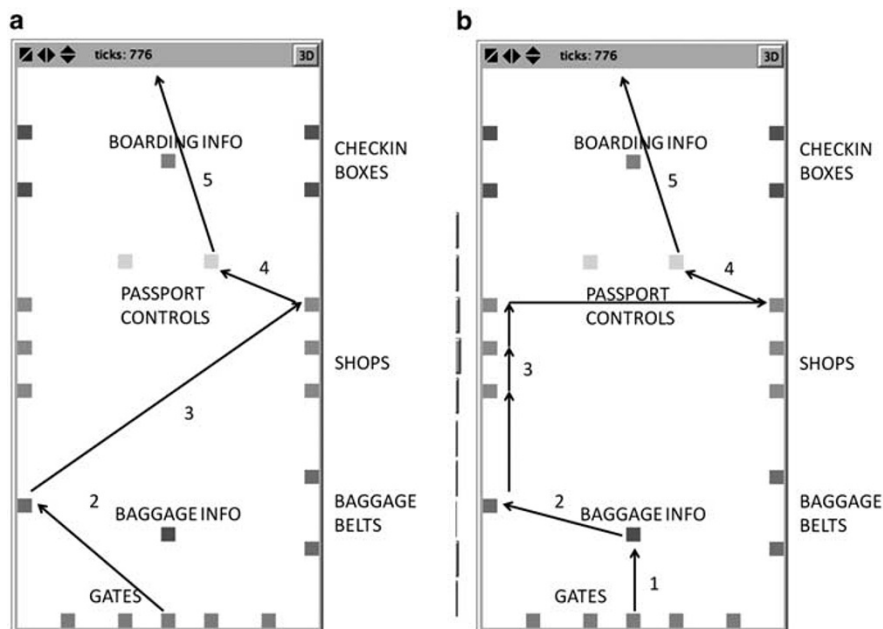 a
ticks: 776
3D
BOARDING INFO
CHECKIN
BOXES
5
4
PASSPORT
CONTROLS
SHOPS
3
2
BAGGAGE INFO
BAGGAGE
BELTS
GATES
b
ticks: 776
3D
BOARDING INFO
CHECKIN
BOXES
5
4
PASSPORT
CONTROLS
SHOPS
3
2
BAGGAGE INFO
BAGGAGE
BELTS
GATES
1